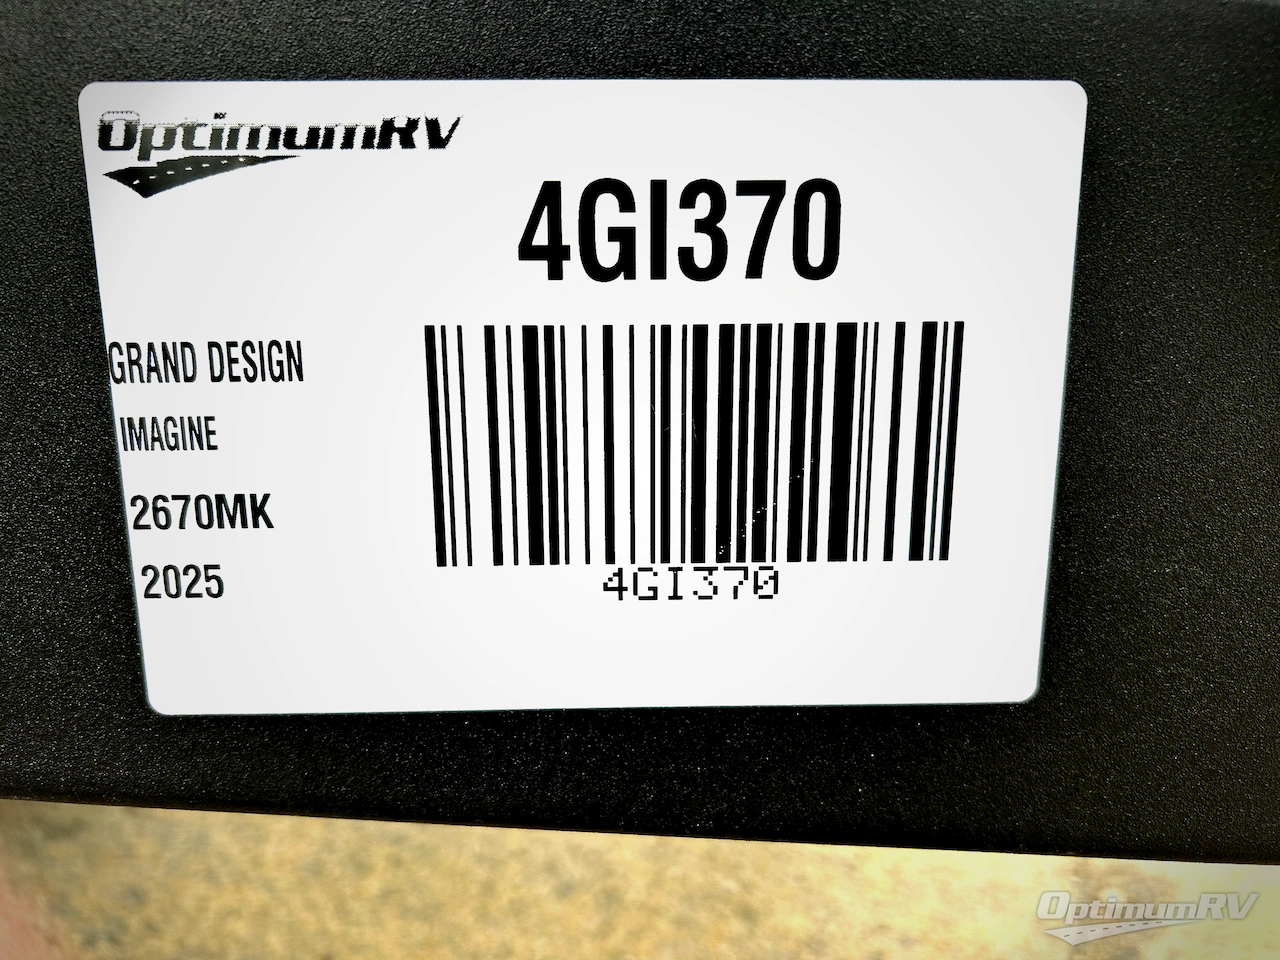 OptimumRV
4GI370
GRAND DESIGN
IMAGINE
2670MK
2025
4GI370
OptimumRV